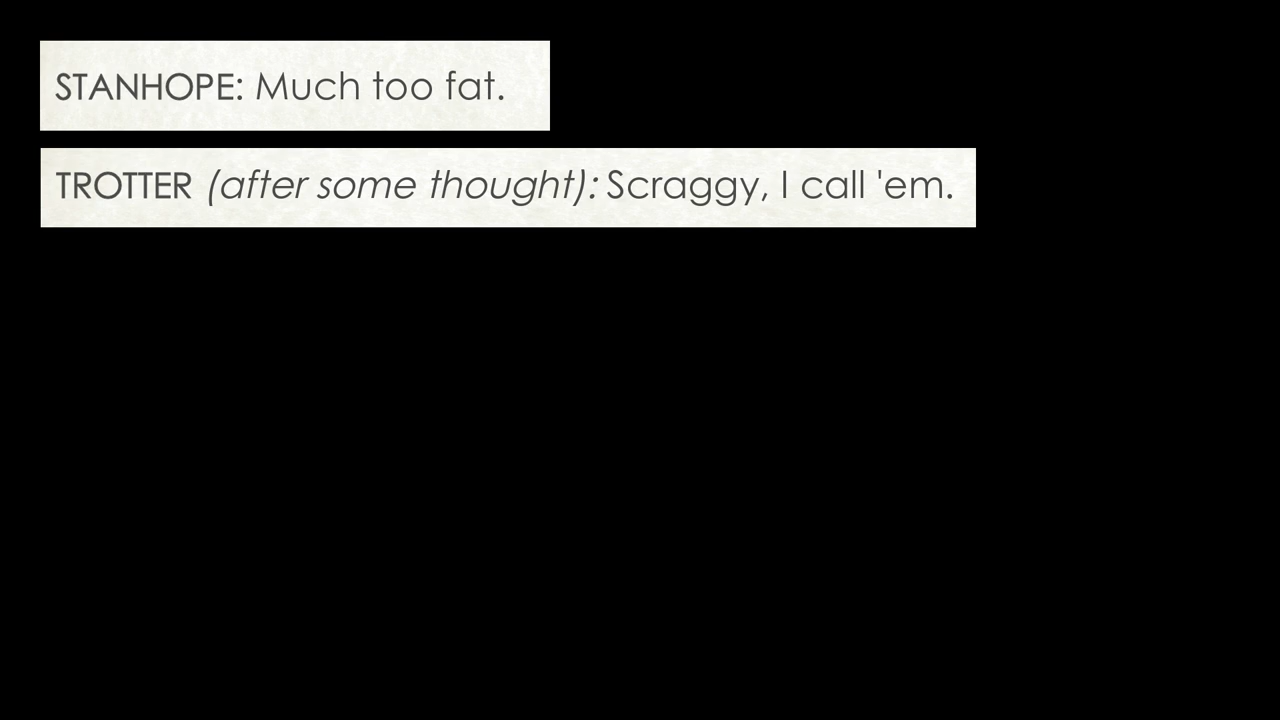 STANHOPE: Much too fat.
TROTTER (after some thought): Scraggy, I call 'em.